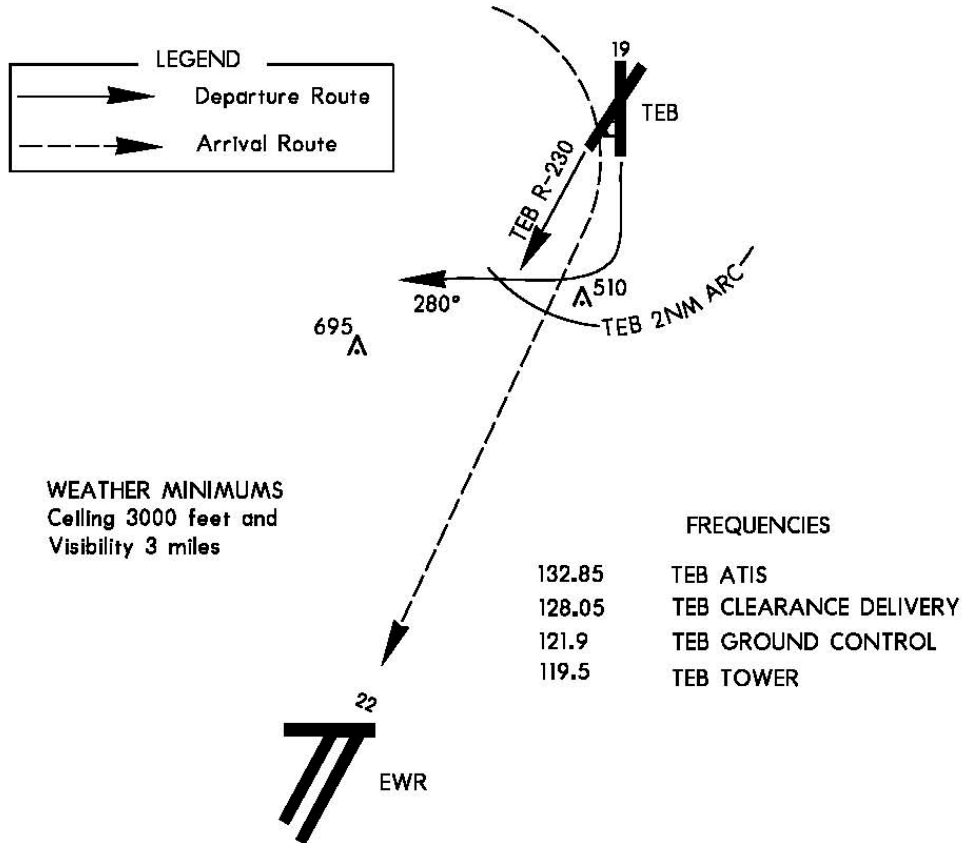 LEGEND
Departure Route
Arrival Route
19
TEB
TEB R-230
510
280°
TEB 2NM ARC
695
WEATHER MINIMUMS
Ceiling 3000 feet and
Visibility 3 miles
FREQUENCIES
132.85 TEB ATIS
128.05 TEB CLEARANCE DELIVERY
121.9 TEB GROUND CONTROL
119.5 TEB TOWER
22
EWR